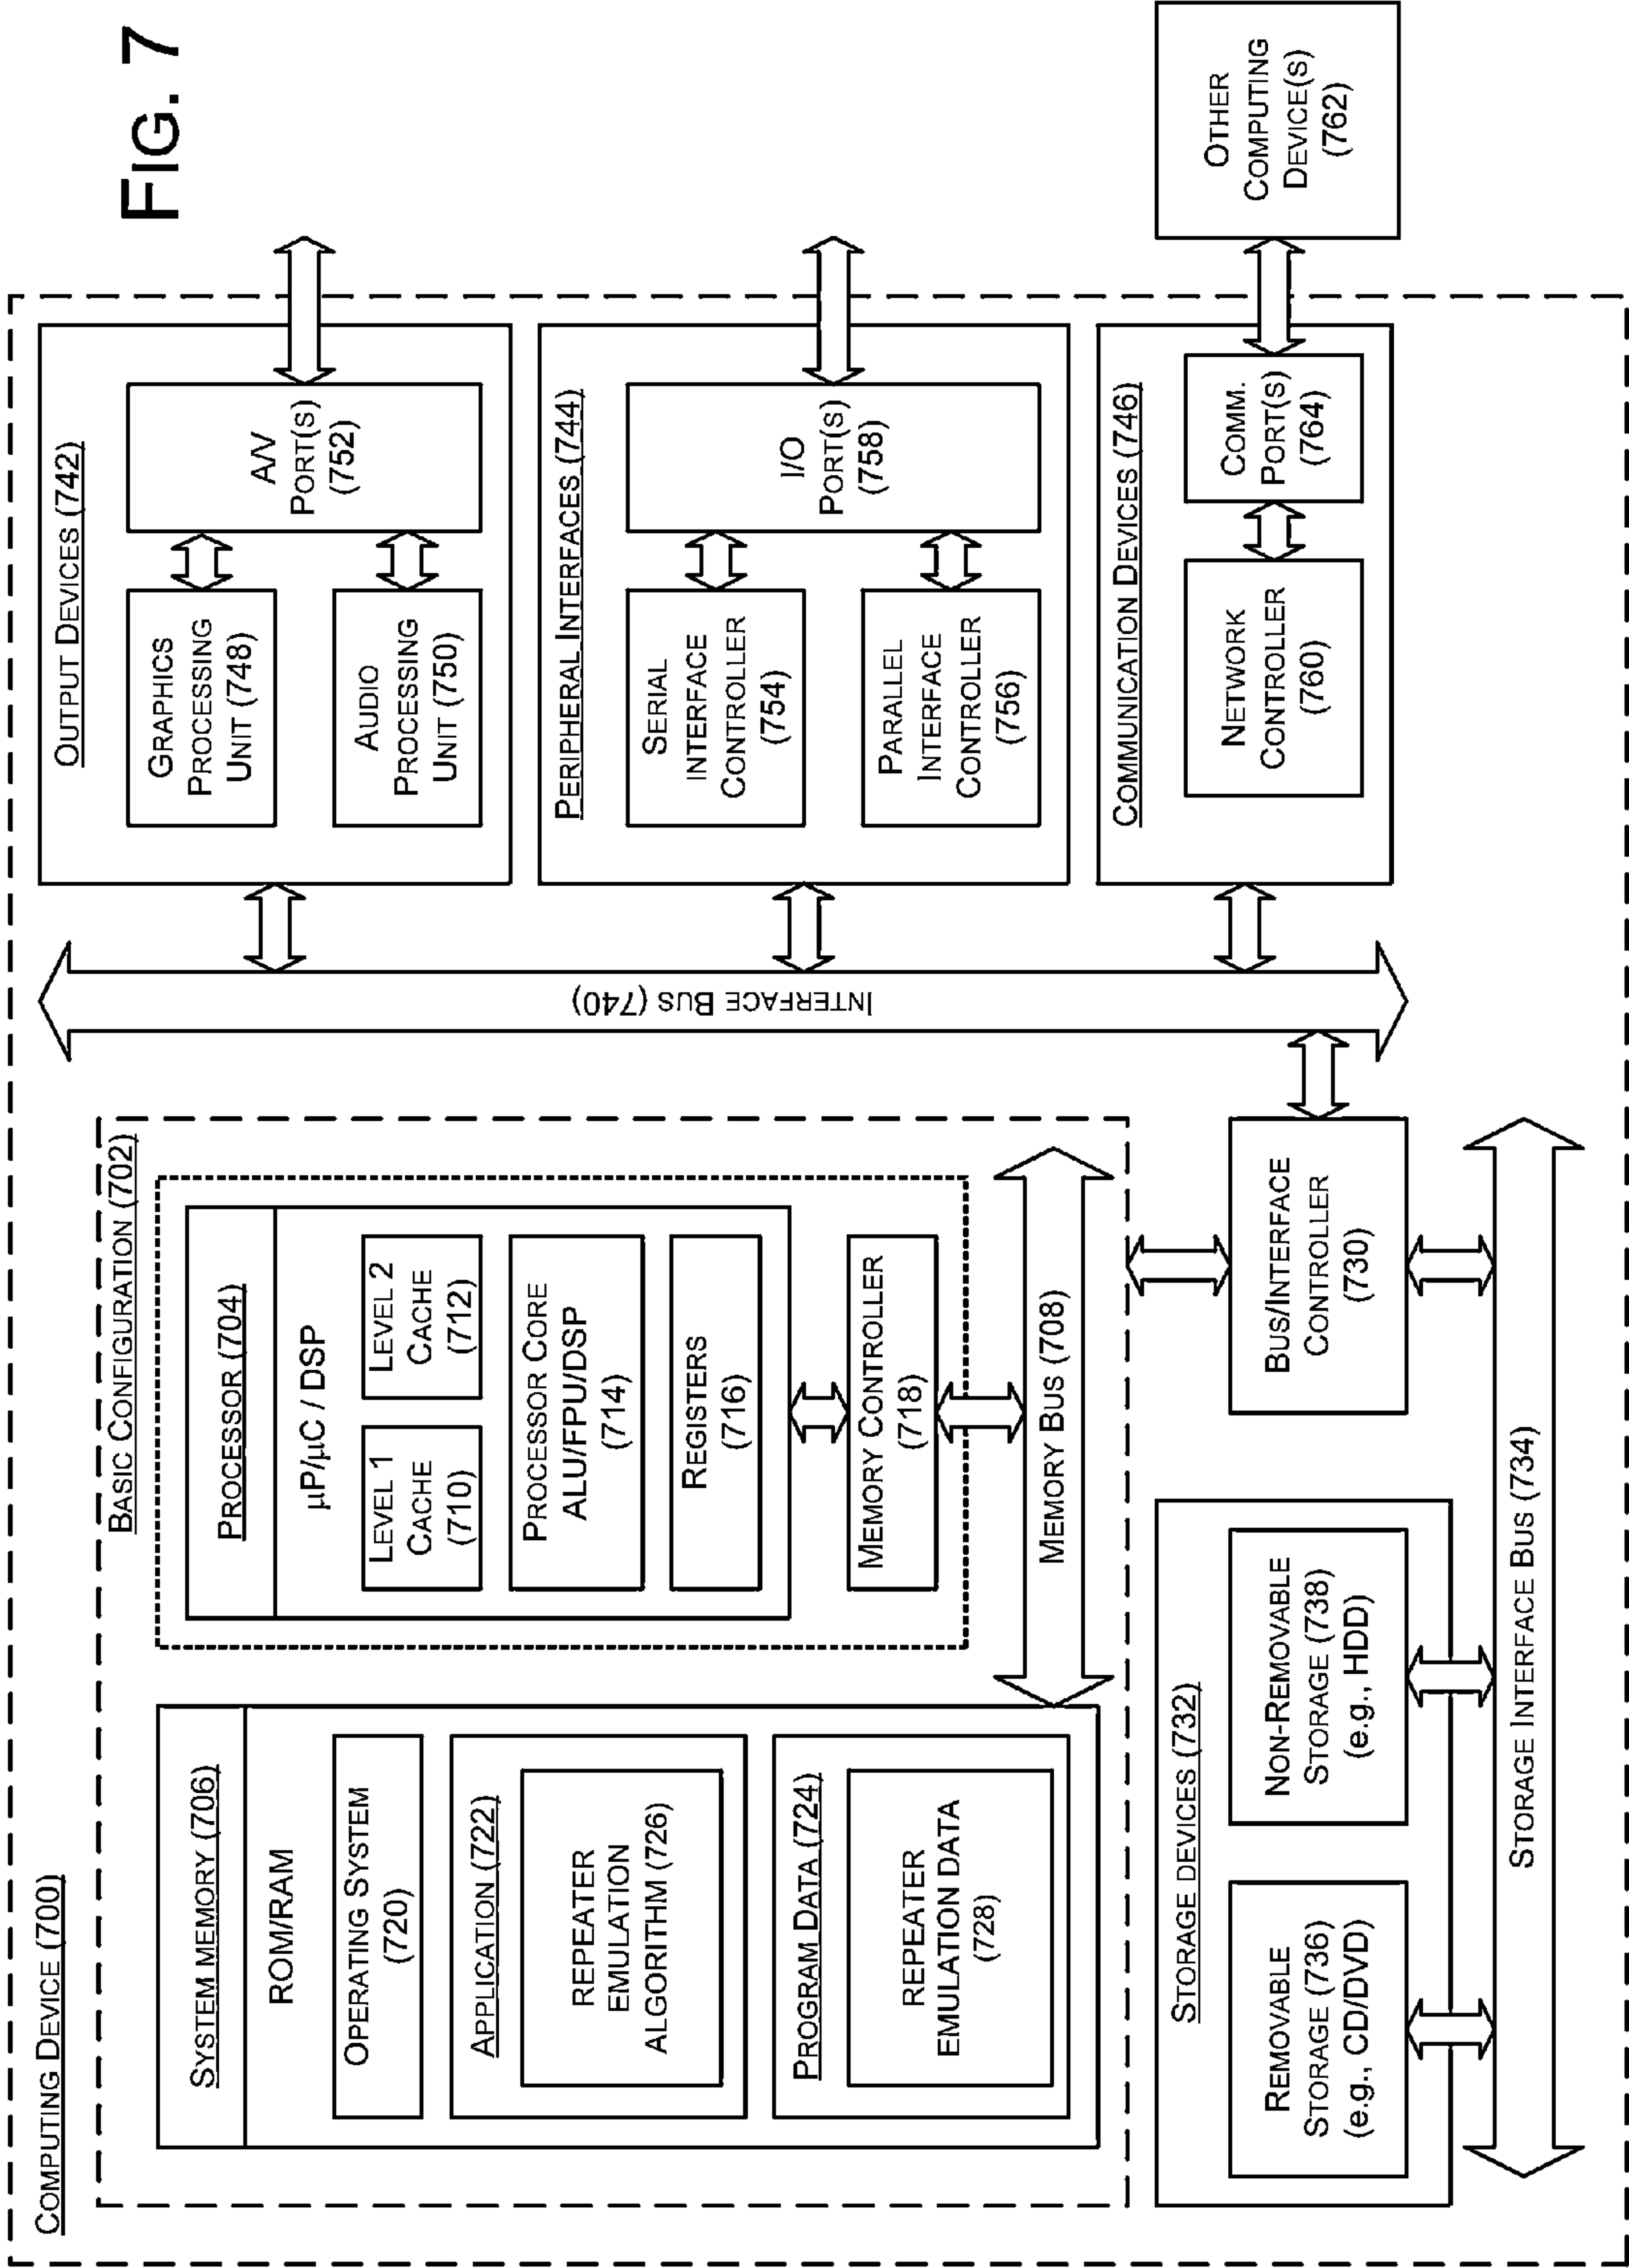 COMPUTING DEVICE (700)
BASIC CONFIGURATION (702)
SYSTEM MEMORY (706)
ROM/RAM
OPERATING SYSTEM
(720)
APPLICATION (722)
REPEATER
EMULATION
ALGORITHM (726)
PROGRAM DATA (724)
REPEATER
EMULATION DATA
(728)
PROCESSOR (704)
µP/µC / DSP
LEVEL 1
CACHE
(710)
LEVEL 2
CACHE
(712)
PROCESSOR CORE
ALU/FPU/DSP
(714)
REGISTERS
(716)
MEMORY CONTROLLER
(718)
MEMORY BUS (708)
STORAGE DEVICES (732)
REMOVABLE
STORAGE (736)
(e.g., CD/DVD)
NON-REMOVABLE
STORAGE (738)
(e.g., HDD)
BUS/INTERFACE
CONTROLLER
(730)
STORAGE INTERFACE BUS (734)
INTERFACE BUS (740)
OUTPUT DEVICES (742)
GRAPHICS
PROCESSING
UNIT (748)
AUDIO
PROCESSING
UNIT (750)
A/V
PORT(S)
(752)
PERIPHERAL INTERFACES (744)
SERIAL
INTERFACE
CONTROLLER
(754)
PARALLEL
INTERFACE
CONTROLLER
(756)
I/O
PORT(S)
(758)
COMMUNICATION DEVICES (746)
NETWORK
CONTROLLER
(760)
COMM.
PORT(S)
(764)
OTHER
COMPUTING
DEVICE(S)
(762)
FIG. 7